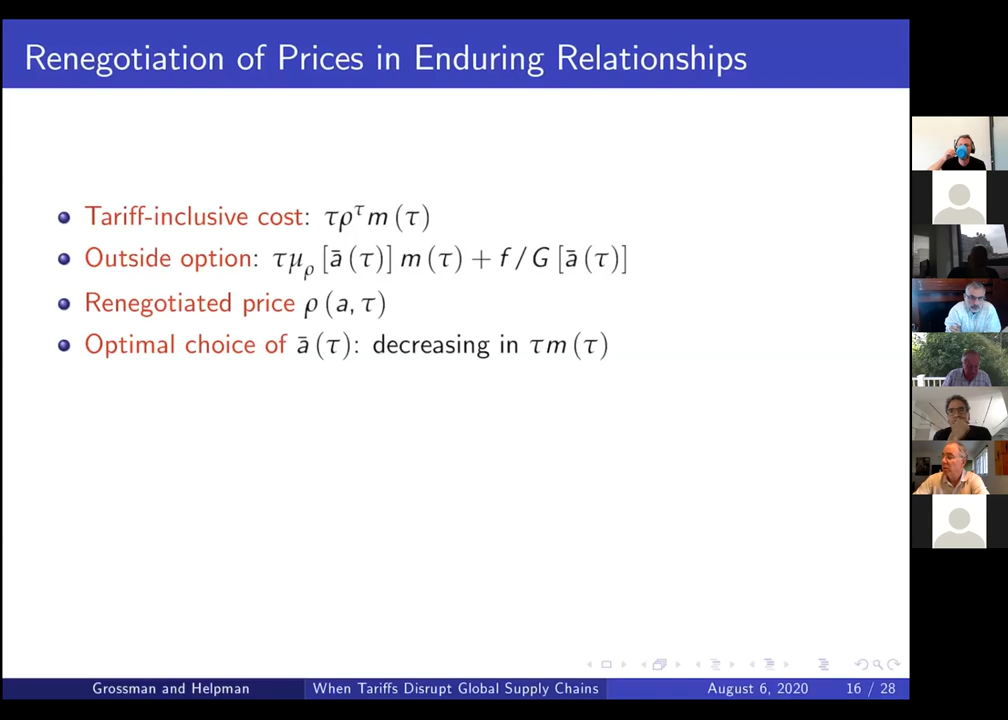 Renegotiation of Prices in Enduring Relationships
Tariff-inclusive cost: τρ^τ m (τ)
Outside option: τμ_ρ [ā (τ)] m (τ) + f / G [ā (τ)]
Renegotiated price ρ (a, τ)
Optimal choice of ā (τ): decreasing in τm (τ)
Grossman and Helpman
When Tariffs Disrupt Global Supply Chains
August 6, 2020
16 / 28